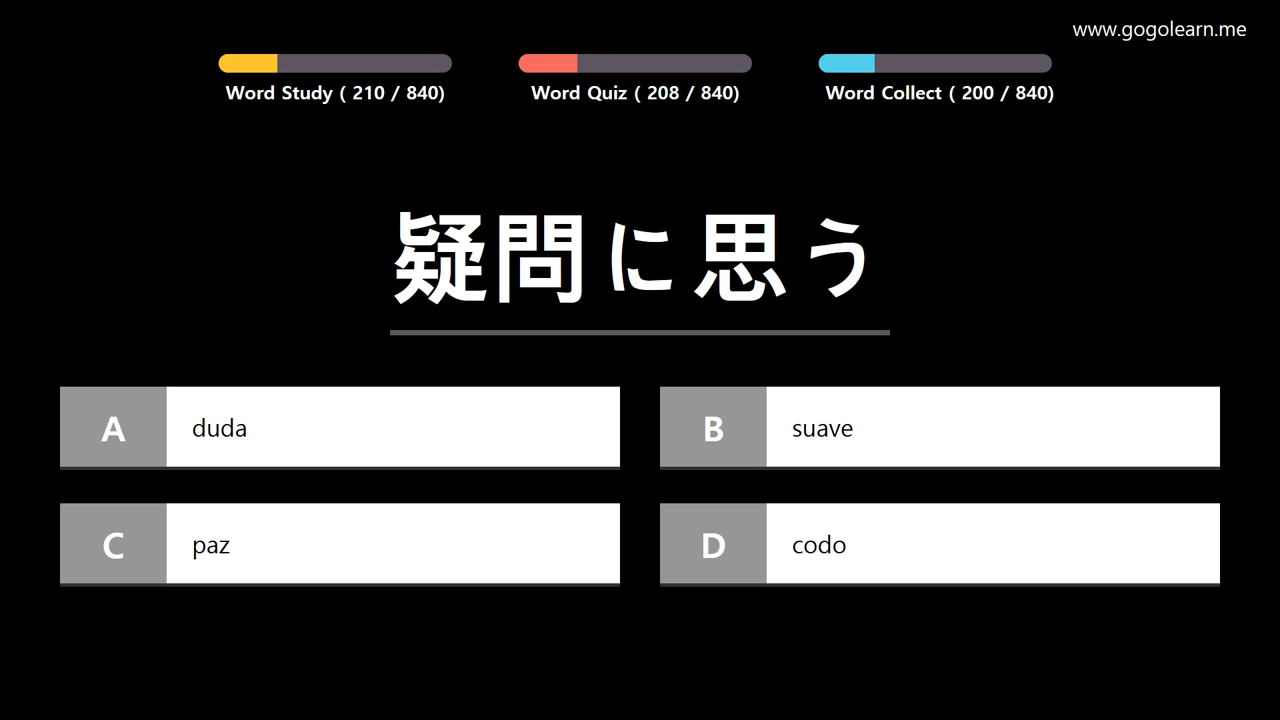 www.gogolearn.me
Word Study ( 210 / 840)
Word Quiz ( 208 / 840)
Word Collect ( 200 / 840)
疑問に思う
A duda
B suave
C paz
D codo